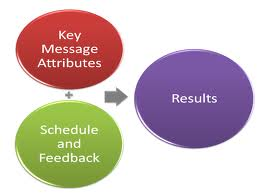 Key
Message
Attributes
+
Schedule
and
Feedback
Results